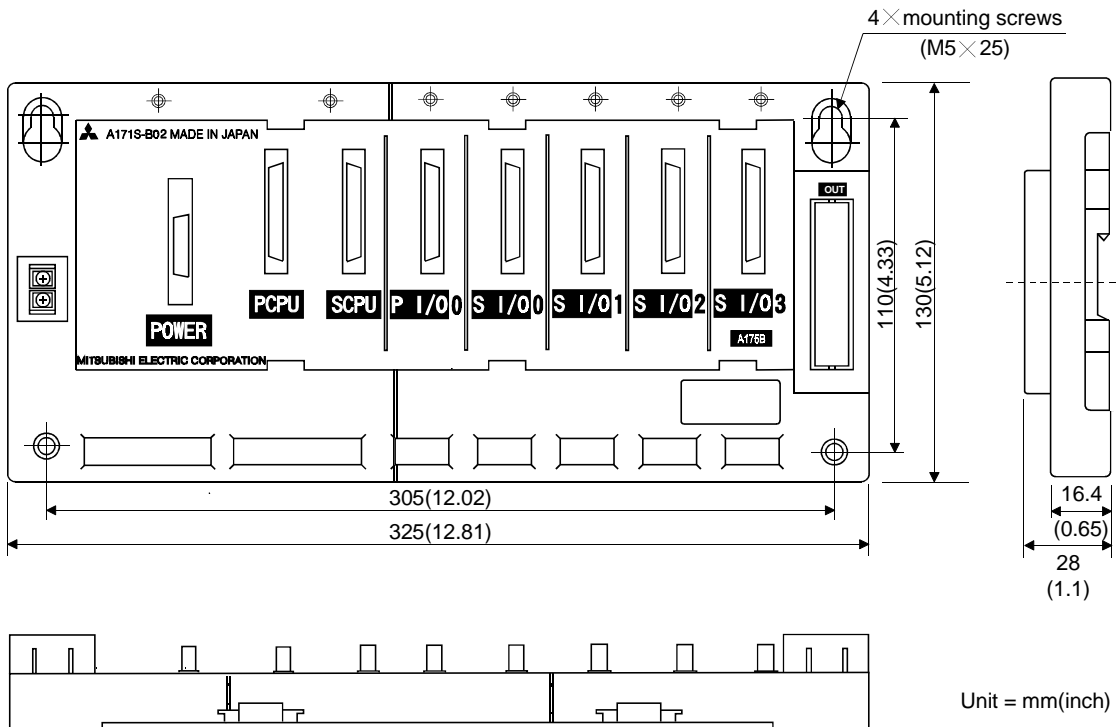 4×mounting screws
(M5×25)
A171S-B02 MADE IN JAPAN
OUT
PCPU
SCPU
P I/O0
S I/O0
S I/O1
S I/O2
S I/O3
POWER
A175B
MITSUBISHI ELECTRIC CORPORATION
110(4.33)
130(5.12)
305(12.02)
325(12.81)
16.4
(0.65)
28
(1.1)
Unit = mm(inch)